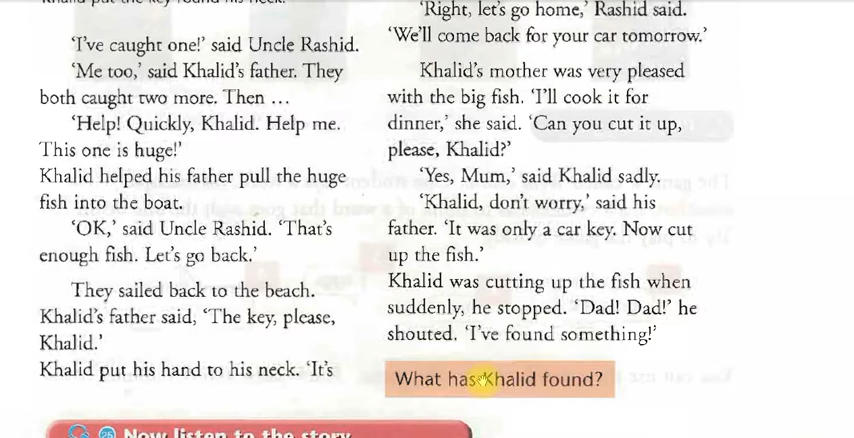 Khalid put the key round his neck.
'I've caught one!' said Uncle Rashid.
'Me too,' said Khalid's father. They
both caught two more. Then ...
'Help! Quickly, Khalid. Help me.
This one is huge!'
Khalid helped his father pull the huge
fish into the boat.
'OK,' said Uncle Rashid. 'That's
enough fish. Let's go back.'
They sailed back to the beach.
Khalid's father said, 'The key, please,
Khalid.'
Khalid put his hand to his neck. 'It's
'Right, let's go home,' Rashid said.
'We'll come back for your car tomorrow.'
Khalid's mother was very pleased
with the big fish. 'I'll cook it for
dinner,' she said. 'Can you cut it up,
please, Khalid?'
'Yes, Mum,' said Khalid sadly.
'Khalid, don't worry,' said his
father. 'It was only a car key. Now cut
up the fish.'
Khalid was cutting up the fish when
suddenly, he stopped. 'Dad! Dad!' he
shouted. 'I've found something!'
What has Khalid found?
25 Now listen to the story